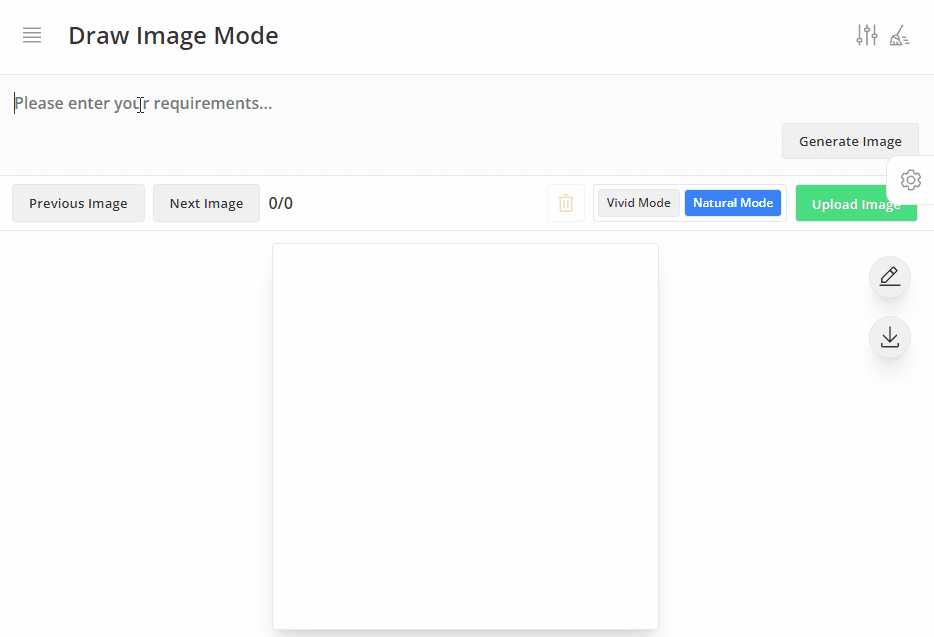 Draw Image Mode
Please enter your requirements...
Generate Image
Previous Image
Next Image
0/0
Vivid Mode
Natural Mode
Upload Image